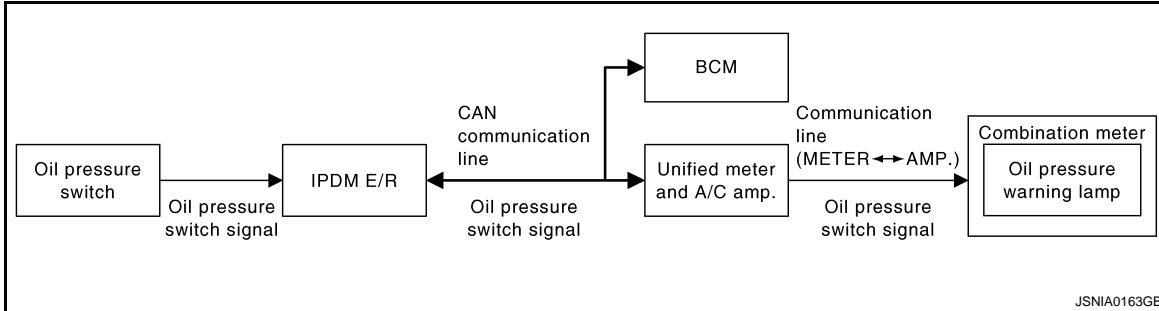 BCM
CAN
communication
line
Communication
line
(METER ↔ AMP.)
Combination meter
Oil pressure
switch
IPDM E/R
Unified meter
and A/C amp.
Oil pressure
warning lamp
Oil pressure
switch signal
Oil pressure
switch signal
Oil pressure
switch signal
JSNIA0163GB